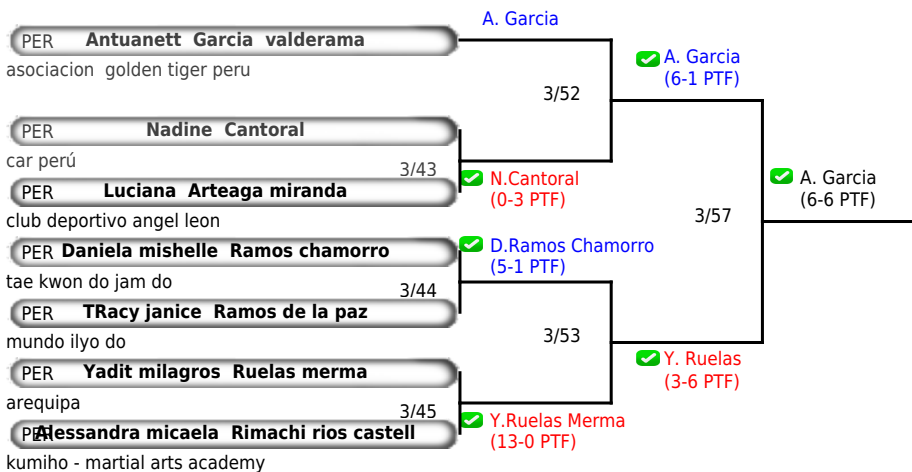 A. Garcia
PER Antuanett Garcia valderama
asociacion golden tiger peru
A. Garcia
(6-1 PTF)
3/52
PER Nadine Cantoral
car perú
3/43
N.Cantoral
(0-3 PTF)
PER Luciana Arteaga miranda
club deportivo angel leon
A. Garcia
(6-6 PTF)
3/57
PER Daniela mishelle Ramos chamorro
D.Ramos Chamorro
(5-1 PTF)
tae kwon do jam do
3/44
PER TRacy janice Ramos de la paz
mundo ilyo do
3/53
Y. Ruelas
(3-6 PTF)
PER Yadit milagros Ruelas merma
arequipa
3/45
Y.Ruelas Merma
(13-0 PTF)
PER Alessandra micaela Rimachi rios castell
kumiho - martial arts academy